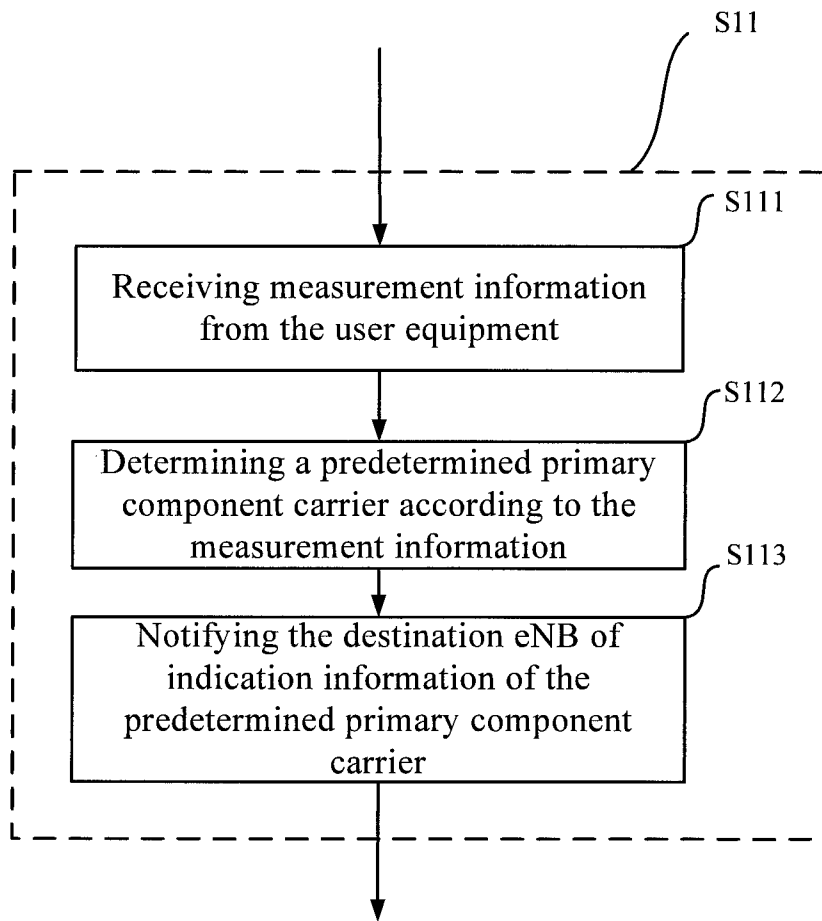 S11
S111
Receiving measurement information
from the user equipment
S112
Determining a predetermined primary
component carrier according to the
measurement information
S113
Notifying the destination eNB of
indication information of the
predetermined primary component
carrier